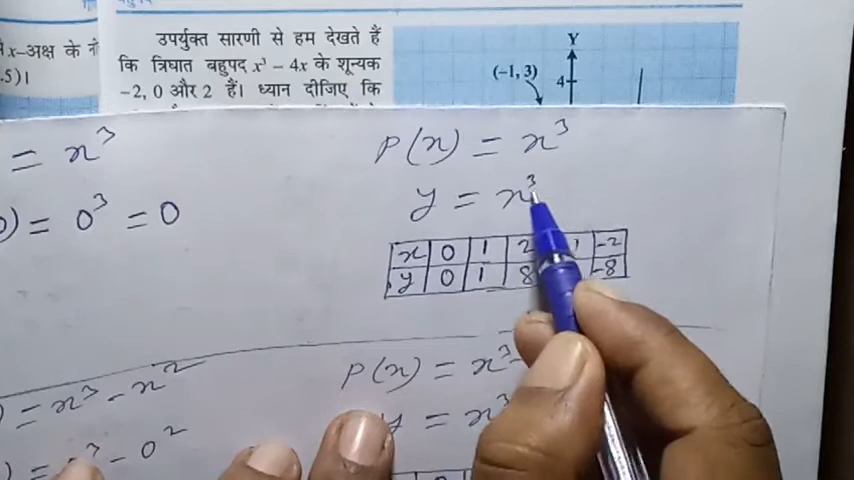 उपर्युक्त सारणी से हम देखते हैं
कि त्रिघात बहुपद x³ – 4x के शून्यक
–2, 0 और 2 हैं। ध्यान दीजिए कि
x–अक्ष के
.5)।
Y
(–1, 3)
4
= x³
) = 0³ = 0
P(x) = x³
y = x³
x 0 1 2 1 -2
y 0 1 8 -8
) = x³ - x²
) = ³ - 0²
P(x) = x³
y = x³